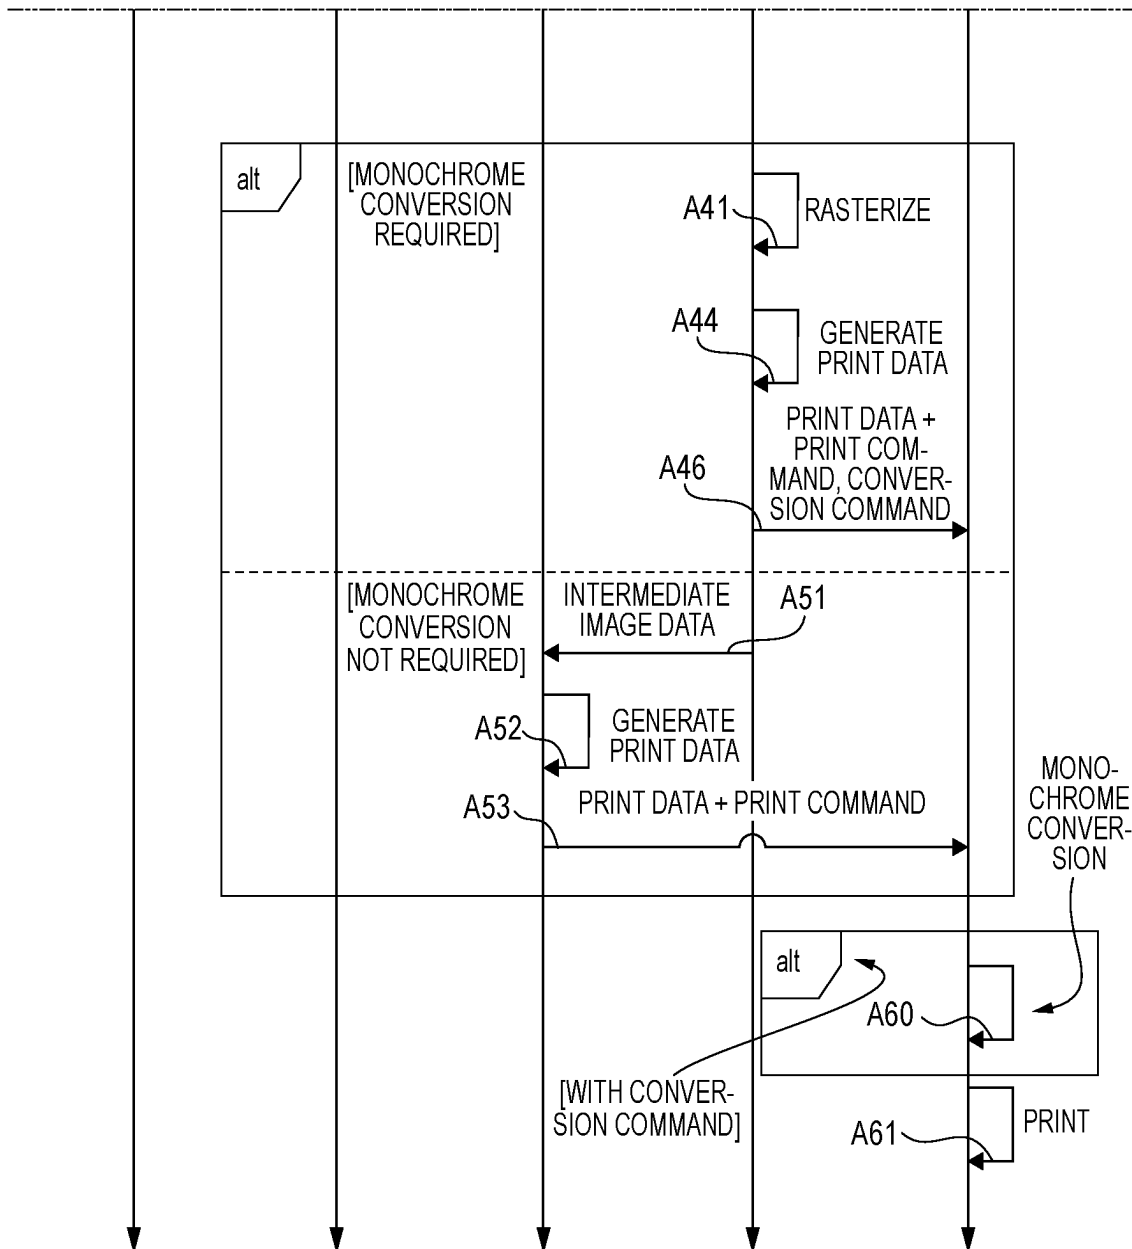 alt
[MONOCHROME
CONVERSION
REQUIRED]
A41
RASTERIZE
A44
GENERATE
PRINT DATA
PRINT DATA +
PRINT COM-
MAND, CONVER-
SION COMMAND
A46
[MONOCHROME
CONVERSION
NOT REQUIRED]
INTERMEDIATE
IMAGE DATA
A51
A52
GENERATE
PRINT DATA
A53
PRINT DATA + PRINT COMMAND
MONO-
CHROME
CONVER-
SION
alt
A60
[WITH CONVER-
SION COMMAND]
A61
PRINT